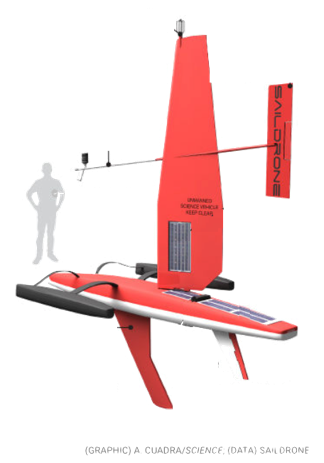 SAILDRONE
UNMANNED
SCIENCE VEHICLE
KEEP CLEAR
(GRAPHIC) A. CUADRA/SCIENCE, (DATA) SAILDRONE